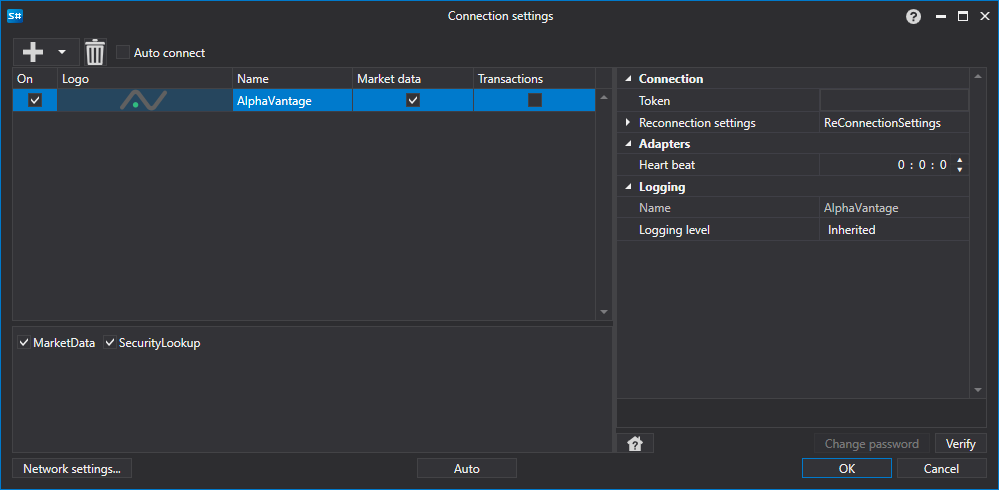 S#
Connection settings
?
Auto connect
On Logo Name Market data Transactions
AlphaVantage
MarketData SecurityLookup
Connection
Token
Reconnection settings ReConnectionSettings
Adapters
Heart beat 0 : 0 : 0
Logging
Name AlphaVantage
Logging level Inherited
?
Change password Verify
Network settings... Auto OK Cancel